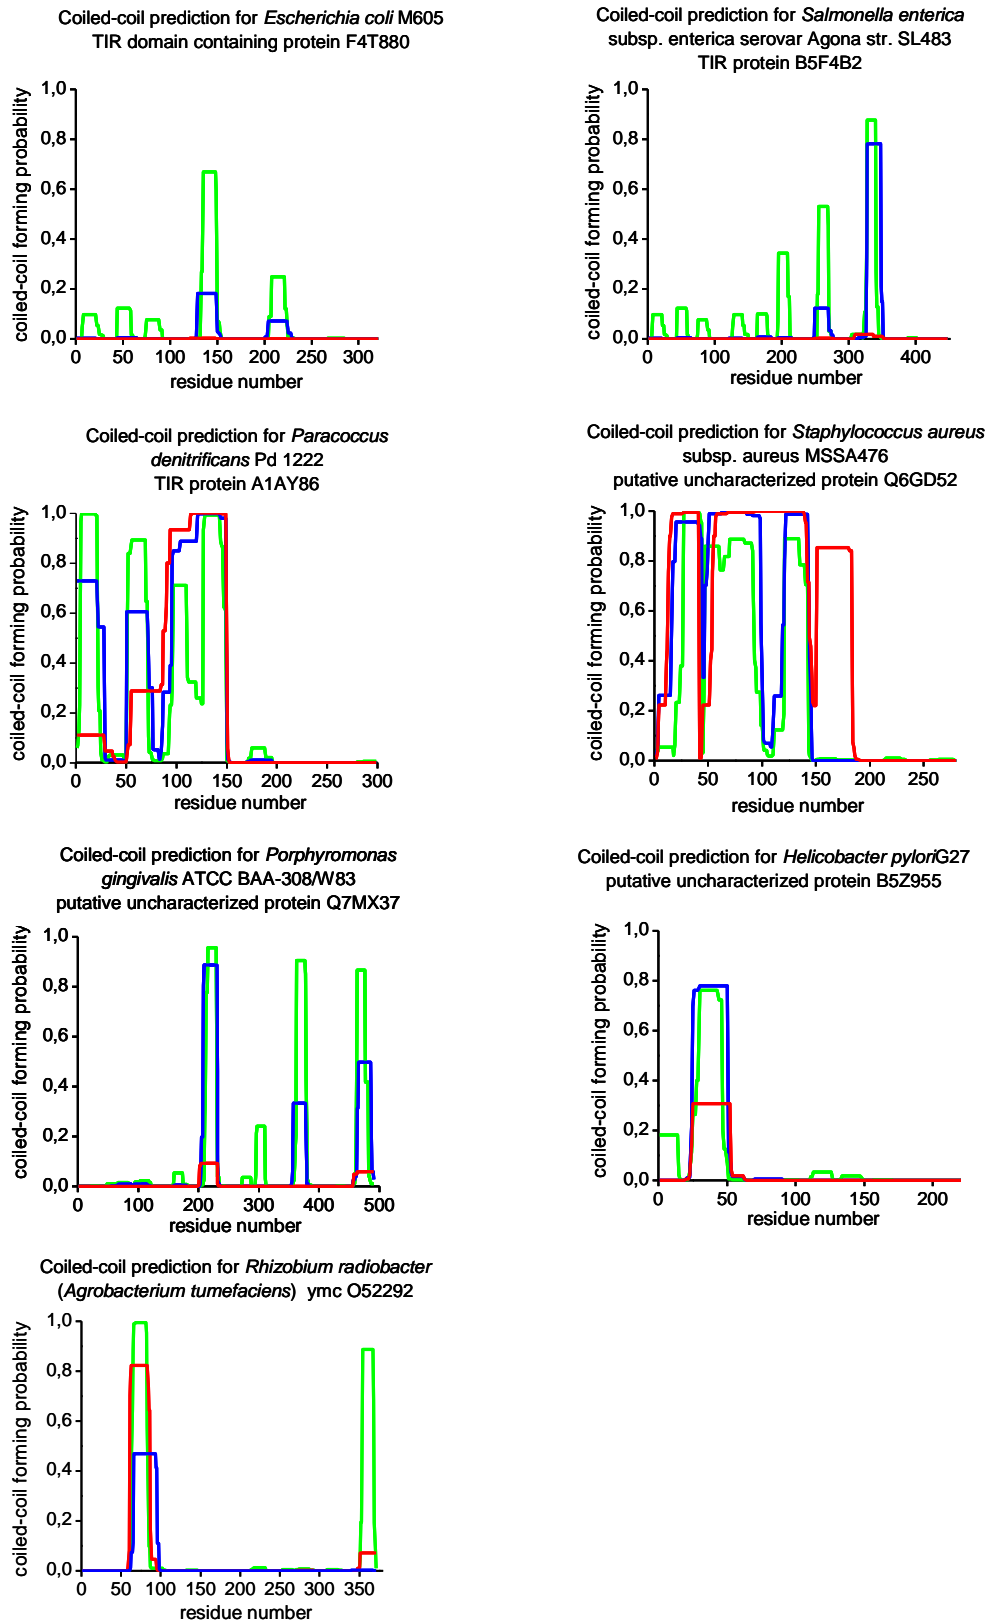 Coiled-coil prediction for Escherichia coli M605
TIR domain containing protein F4T880
1,0
0,8
0,6
0,4
0,2
0,0
coiled-coil forming probability
0 50 100 150 200 250 300
residue number
Coiled-coil prediction for Salmonella enterica
subsp. enterica serovar Agona str. SL483
TIR protein B5F4B2
1,0
0,8
0,6
0,4
0,2
0,0
coiled-coil forming probability
0 100 200 300 400
residue number
Coiled-coil prediction for Paracoccus
denitrificans Pd 1222
TIR protein A1AY86
1,0
0,8
0,6
0,4
0,2
0,0
coiled-coil forming probability
0 50 100 150 200 250 300
residue number
Coiled-coil prediction for Staphylococcus aureus
subsp. aureus MSSA476
putative uncharacterized protein Q6GD52
1,0
0,8
0,6
0,4
0,2
0,0
coiled-coil forming probability
0 50 100 150 200 250
residue number
Coiled-coil prediction for Porphyromonas
gingivalis ATCC BAA-308/W83
putative uncharacterized protein Q7MX37
1,0
0,8
0,6
0,4
0,2
0,0
coiled-coil forming probability
0 100 200 300 400 500
residue number
Coiled-coil prediction for Helicobacter pyloriG27
putative uncharacterized protein B5Z955
1,0
0,8
0,6
0,4
0,2
0,0
coiled-coil forming probability
0 50 100 150 200
residue number
Coiled-coil prediction for Rhizobium radiobacter
(Agrobacterium tumefaciens) ymc O52292
1,0
0,8
0,6
0,4
0,2
0,0
coiled-coil forming probability
0 50 100 150 200 250 300 350
residue number